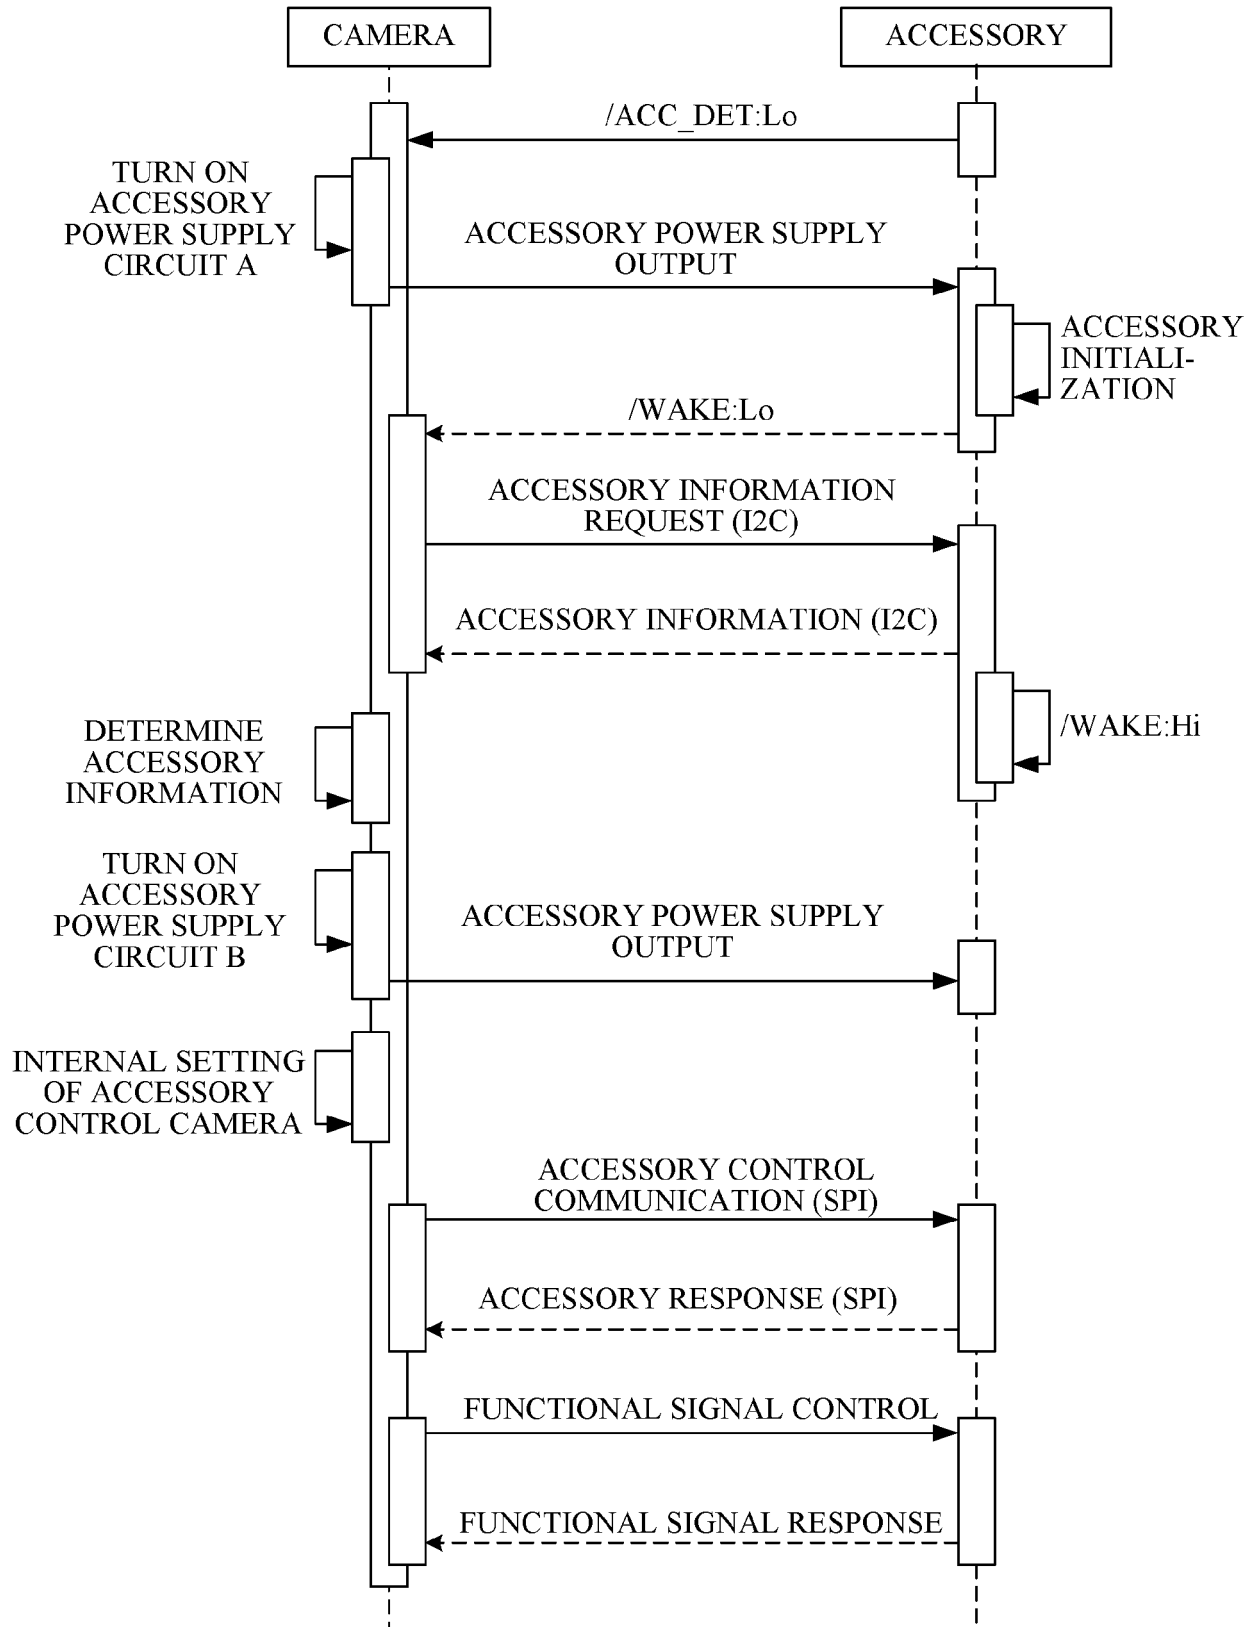 CAMERA
ACCESSORY
/ACC_DET:Lo
TURN ON
ACCESSORY
POWER SUPPLY
CIRCUIT A
ACCESSORY POWER SUPPLY
OUTPUT
ACCESSORY
INITIALI-
ZATION
/WAKE:Lo
ACCESSORY INFORMATION
REQUEST (I2C)
ACCESSORY INFORMATION (I2C)
/WAKE:Hi
DETERMINE
ACCESSORY
INFORMATION
TURN ON
ACCESSORY
POWER SUPPLY
CIRCUIT B
ACCESSORY POWER SUPPLY
OUTPUT
INTERNAL SETTING
OF ACCESSORY
CONTROL CAMERA
ACCESSORY CONTROL
COMMUNICATION (SPI)
ACCESSORY RESPONSE (SPI)
FUNCTIONAL SIGNAL CONTROL
FUNCTIONAL SIGNAL RESPONSE